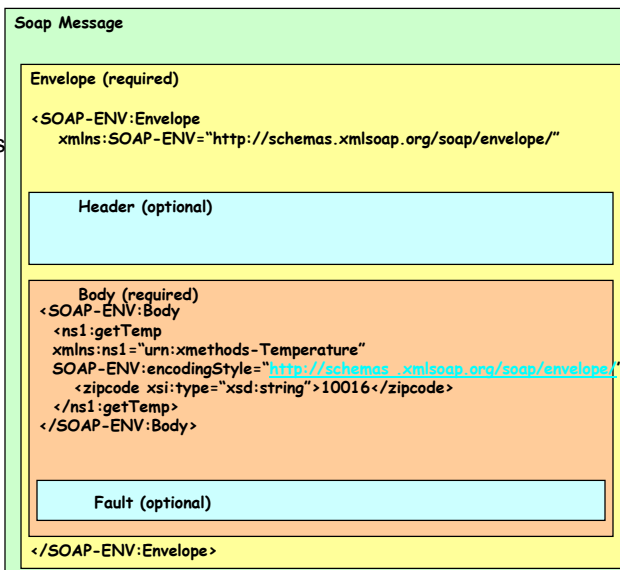 Soap Message
Envelope (required)
<SOAP-ENV:Envelope
xmlns:SOAP-ENV=“http://schemas.xmlsoap.org/soap/envelope/”
s
Header (optional)
Body (required)
<SOAP-ENV:Body
<ns1:getTemp
xmlns:ns1=“urn:xmethods-Temperature”
SOAP-ENV:encodingStyle=“http://schemas .xmlsoap.org/soap/envelope/”
<zipcode xsi:type=“xsd:string”>10016</zipcode>
</ns1:getTemp>
</SOAP-ENV:Body>
Fault (optional)
</SOAP-ENV:Envelope>